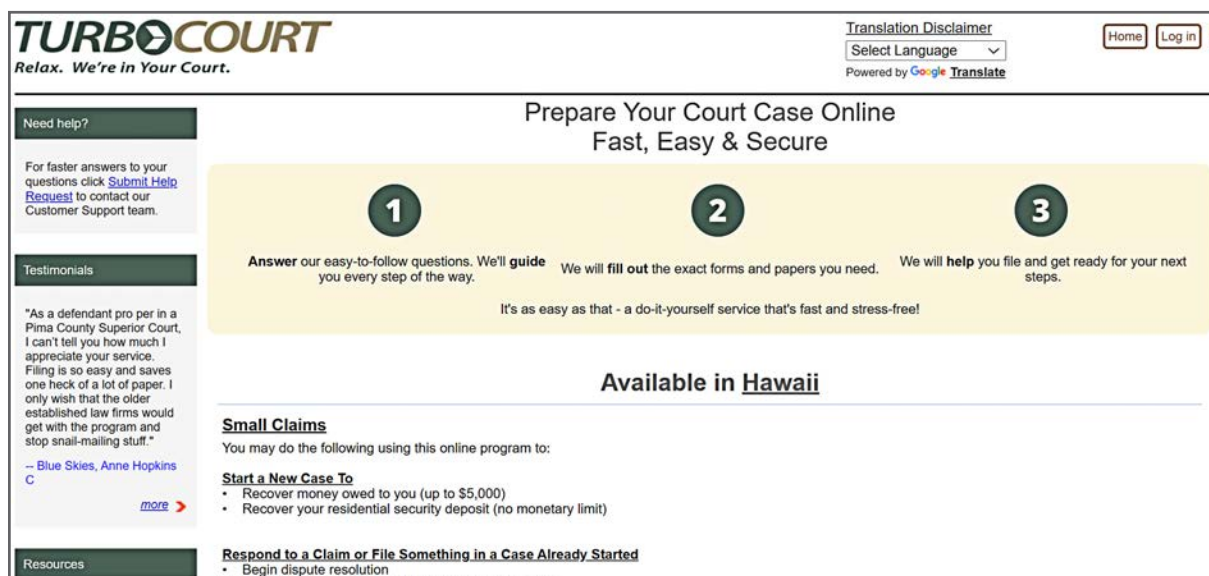 TURBOCOURT
Relax. We're in Your Court.
Translation Disclaimer
Select Language
Powered by Google Translate
Home
Log in
Need help?
For faster answers to your
questions click Submit Help
Request to contact our
Customer Support team.
Testimonials
"As a defendant pro per in a
Pima County Superior Court,
I can't tell you how much I
appreciate your service.
Filing is so easy and saves
one heck of a lot of paper. I
only wish that the older
established law firms would
get with the program and
stop snail-mailing stuff."
-- Blue Skies, Anne Hopkins
C
more
Resources
Prepare Your Court Case Online
Fast, Easy & Secure
1
Answer our easy-to-follow questions. We'll guide
you every step of the way.
2
We will fill out the exact forms and papers you need.
3
We will help you file and get ready for your next
steps.
It's as easy as that - a do-it-yourself service that's fast and stress-free!
Available in Hawaii
Small Claims
You may do the following using this online program to:
Start a New Case To
• Recover money owed to you (up to $5,000)
• Recover your residential security deposit (no monetary limit)
Respond to a Claim or File Something in a Case Already Started
• Begin dispute resolution